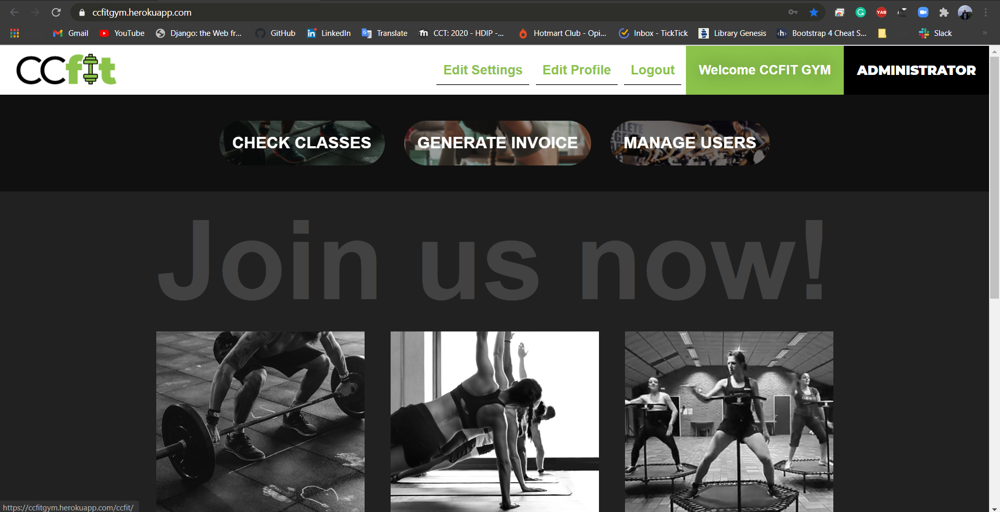 ccfitgym.herokuapp.com
YAB
Gmail
YouTube
Django: the Web fr...
GitHub
LinkedIn
Translate
CCT: 2020 - HDIP -...
Hotmart Club - Opi...
Inbox - TickTick
Library Genesis
Bootstrap 4 Cheat S...
Slack
»
CCfit
Edit Settings
Edit Profile
Logout
Welcome CCFIT GYM
ADMINISTRATOR
CHECK CLASSES
GENERATE INVOICE
MANAGE USERS
Join us now!
https://ccfitgym.herokuapp.com/ccfit/